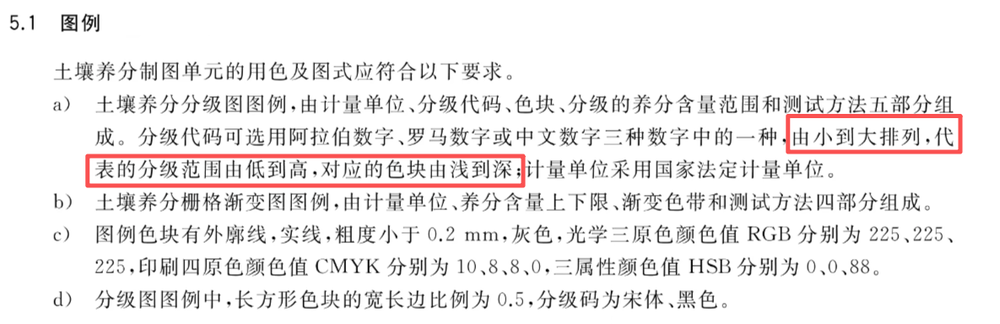 5.1 图例
土壤养分制图单元的用色及图式应符合以下要求。
a) 土壤养分分级图图例,由计量单位、分级代码、色块、分级的养分含量范围和测试方法五部分组
成。分级代码可选用阿拉伯数字、罗马数字或中文数字三种数字中的一种,由小到大排列,代
表的分级范围由低到高,对应的色块由浅到深;计量单位采用国家法定计量单位。
b) 土壤养分栅格渐变图图例,由计量单位、养分含量上下限、渐变色带和测试方法四部分组成。
c) 图例色块有外廓线,实线,粗度小于 0.2 mm,灰色,光学三原色颜色值 RGB 分别为 225、225、
225,印刷四原色颜色值 CMYK 分别为 10、8、8、0,三属性颜色值 HSB 分别为 0、0、88。
d) 分级图图例中,长方形色块的宽长边比例为 0.5,分级码为宋体、黑色。